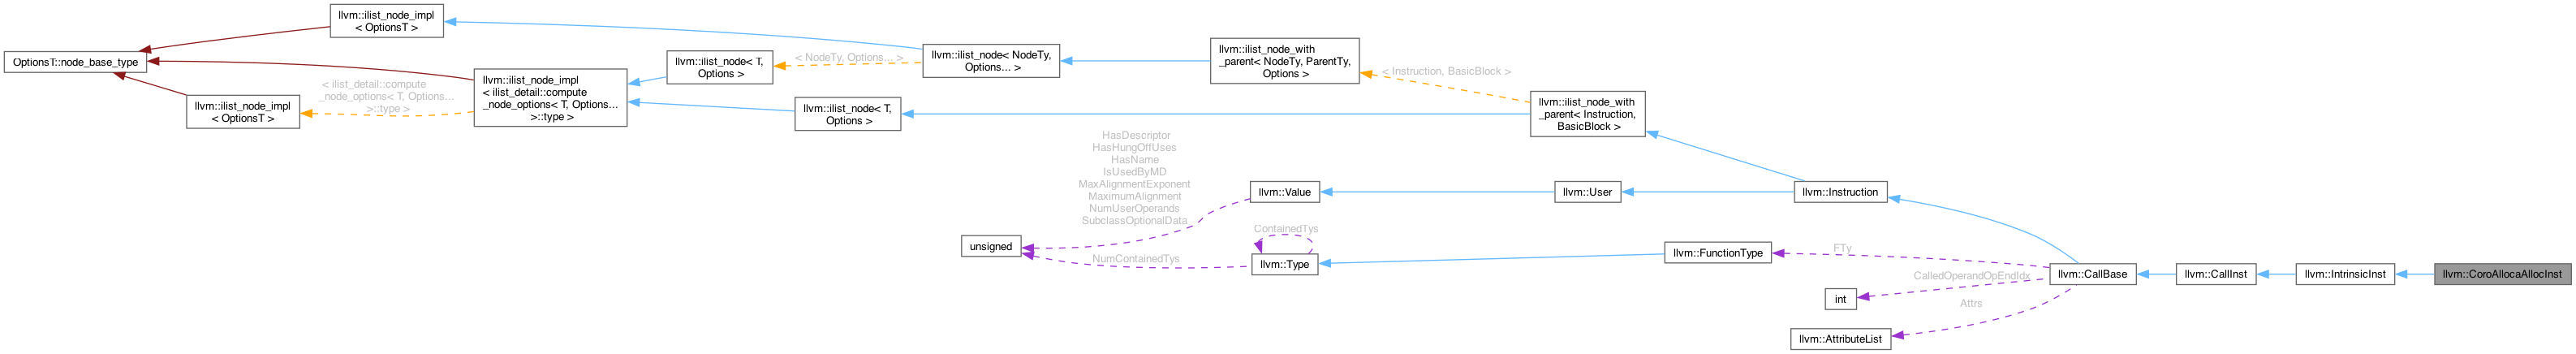 llvm::ilist_node_impl
< OptionsT >
OptionsT::node_base_type
llvm::ilist_node_impl
< OptionsT >
< ilist_detail::compute
_node_options< T, Options...
>::type >
llvm::ilist_node_impl
< ilist_detail::compute
_node_options< T, Options...
>::type >
llvm::ilist_node< T,
Options >
< NodeTy, Options... >
llvm::ilist_node< T,
Options >
llvm::ilist_node< NodeTy,
Options... >
llvm::ilist_node_with
_parent< NodeTy, ParentTy,
Options >
< Instruction, BasicBlock >
llvm::ilist_node_with
_parent< Instruction,
BasicBlock >
HasDescriptor
HasHungOffUses
HasName
IsUsedByMD
MaxAlignmentExponent
MaximumAlignment
NumUserOperands
SubclassOptionalData
llvm::Value
llvm::User
llvm::Instruction
unsigned
NumContainedTys
ContainedTys
llvm::Type
llvm::FunctionType
FTy
CalledOperandOpEndIdx
int
Attrs
llvm::AttributeList
llvm::CallBase
llvm::CallInst
llvm::IntrinsicInst
llvm::CoroAllocaAllocInst